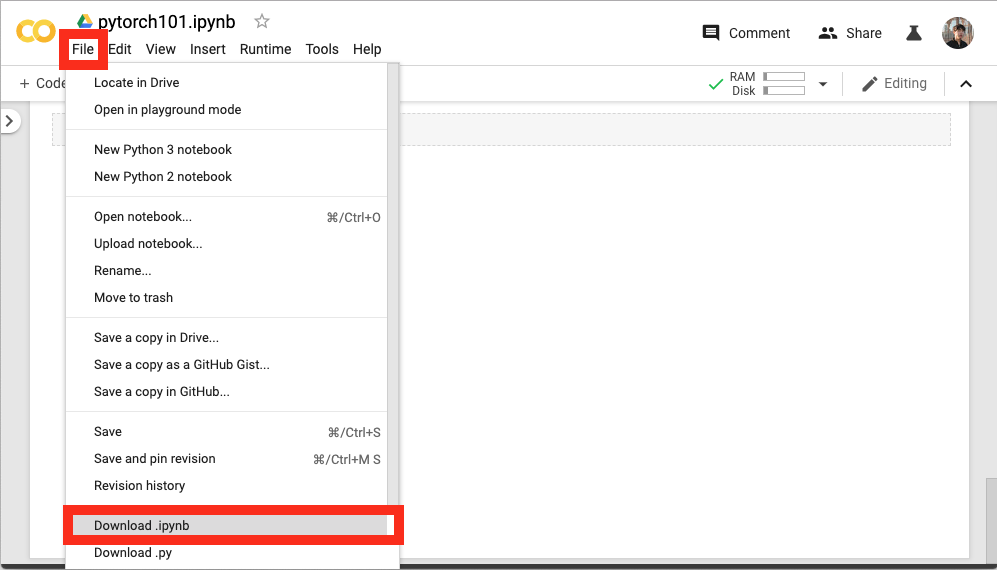 pytorch101.ipynb
File Edit View Insert Runtime Tools Help
Comment
Share
+ Code
RAM
Disk
Editing
Locate in Drive
Open in playground mode
New Python 3 notebook
New Python 2 notebook
Open notebook... ⌘/Ctrl+O
Upload notebook...
Rename...
Move to trash
Save a copy in Drive...
Save a copy as a GitHub Gist...
Save a copy in GitHub...
Save ⌘/Ctrl+S
Save and pin revision ⌘/Ctrl+M S
Revision history
Download .ipynb
Download .py